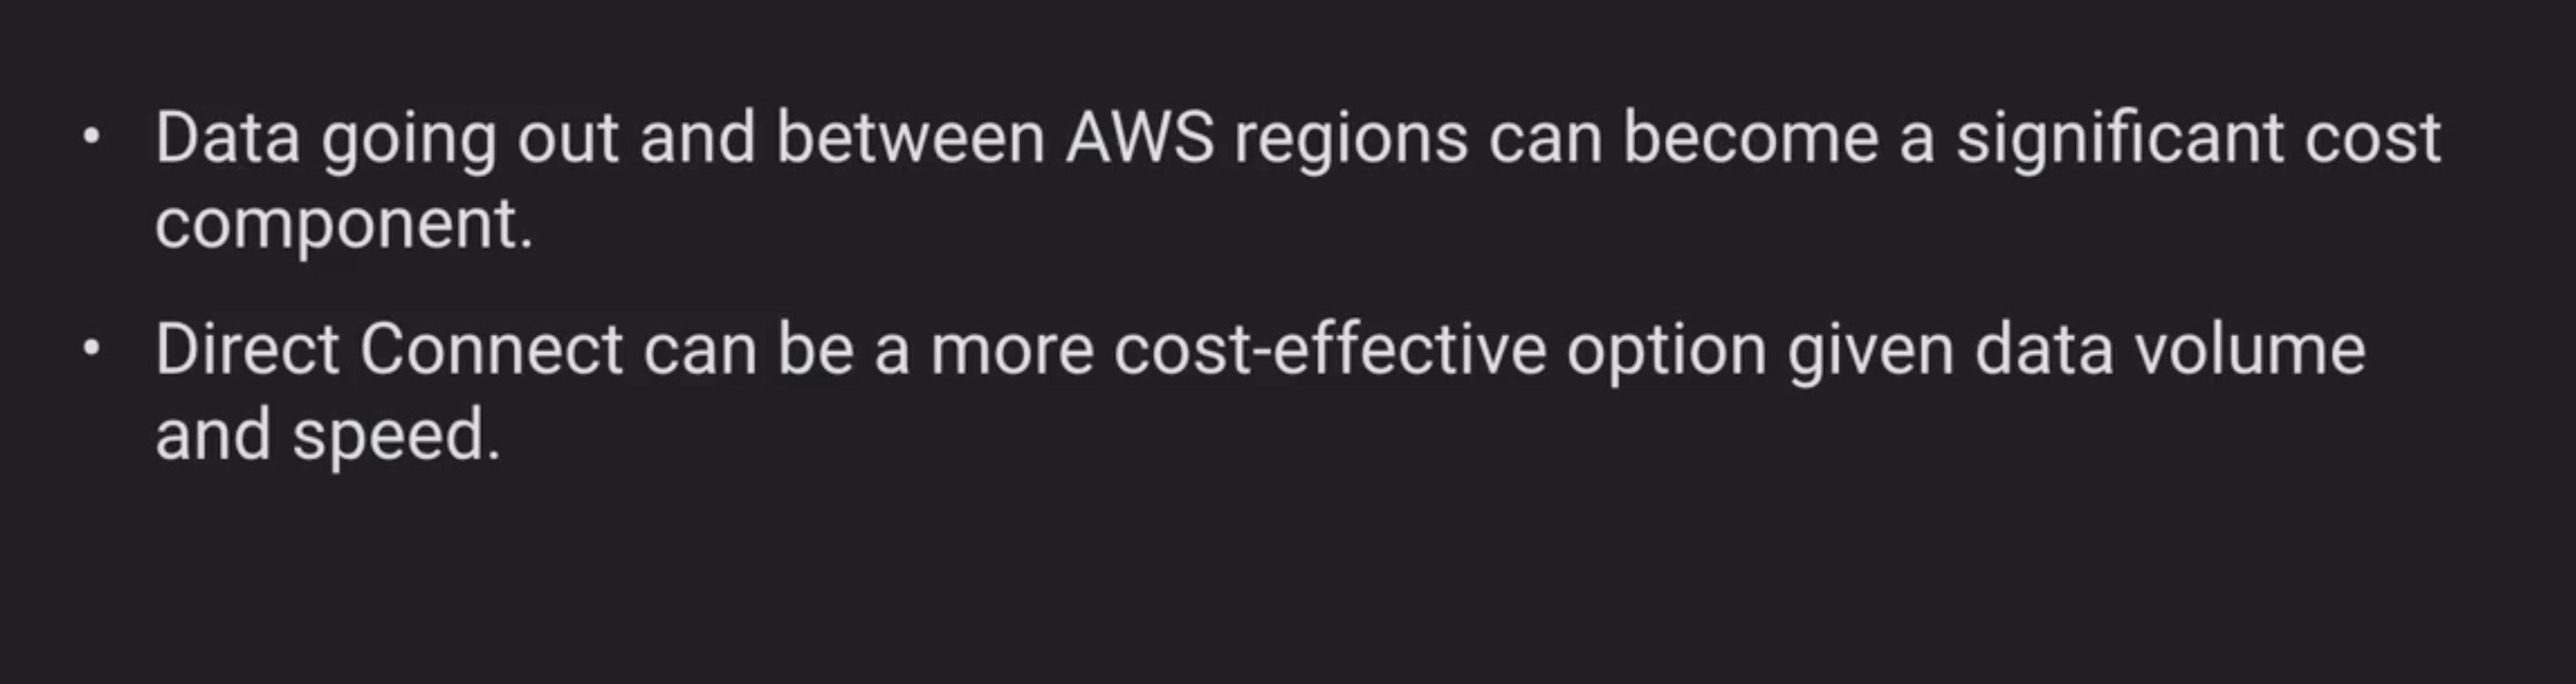 • Data going out and between AWS regions can become a significant cost
component.
• Direct Connect can be a more cost-effective option given data volume
and speed.